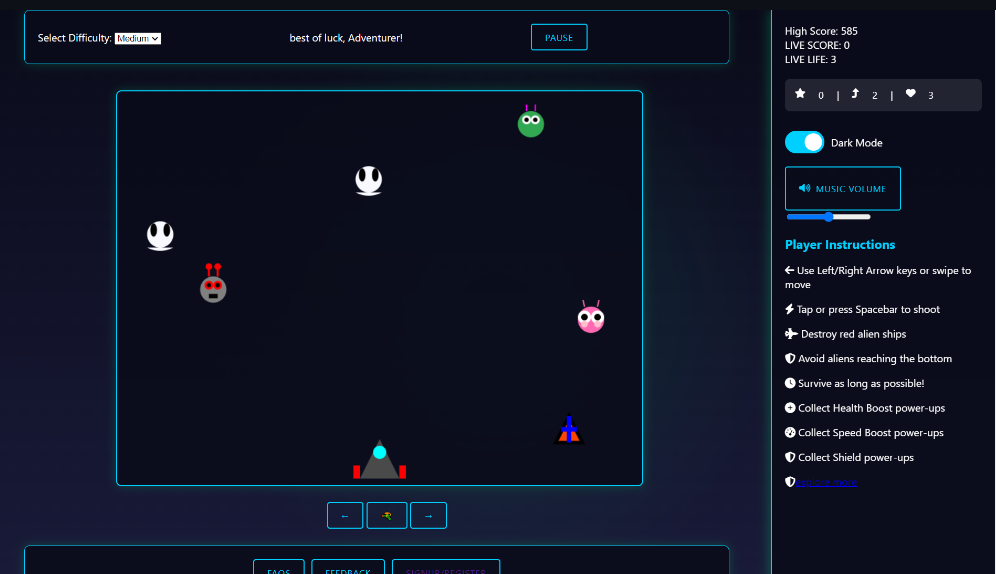 Select Difficulty: Medium
best of luck, Adventurer!
PAUSE
High Score: 585
LIVE SCORE: 0
LIVE LIFE: 3
0 | 2 | 3
Dark Mode
MUSIC VOLUME
Player Instructions
← Use Left/Right Arrow keys or swipe to
move
Tap or press Spacebar to shoot
Destroy red alien ships
Avoid aliens reaching the bottom
Survive as long as possible!
Collect Health Boost power-ups
Collect Speed Boost power-ups
Collect Shield power-ups
explore more
← →
FAQS FEEDBACK SIGNUP/REGISTER